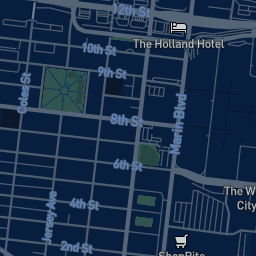 12th St
The Holland Hotel
10th St
9th St
Coles St
8th St
Marin Blvd
6th St
The W
City
4th St
Jersey Ave
2nd St
ShopRite